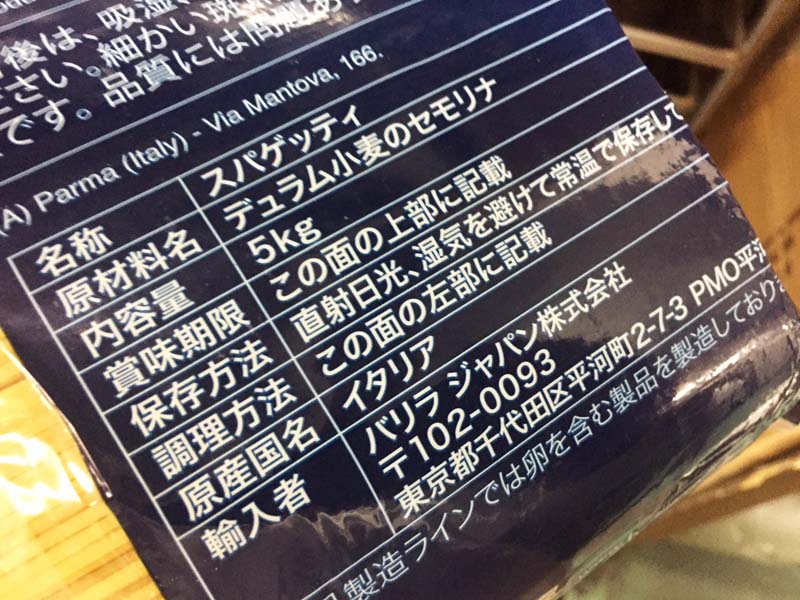 後は、吸湿、
ださい。細かい斑
です。品質には問題あ
(A) Parma (Italy) - Via Mantova, 166.
名称 スパゲッティ
原材料名 デュラム小麦のセモリナ
内容量 5kg
賞味期限 この面の上部に記載
保存方法 直射日光、湿気を避けて常温で保存して
調理方法 この面の左部に記載
原産国名 イタリア
輸入者 バリラ ジャパン株式会社
〒102-0093
東京都千代田区平河町2-7-3 PMO平河
製造ラインでは卵を含む製品を製造しており